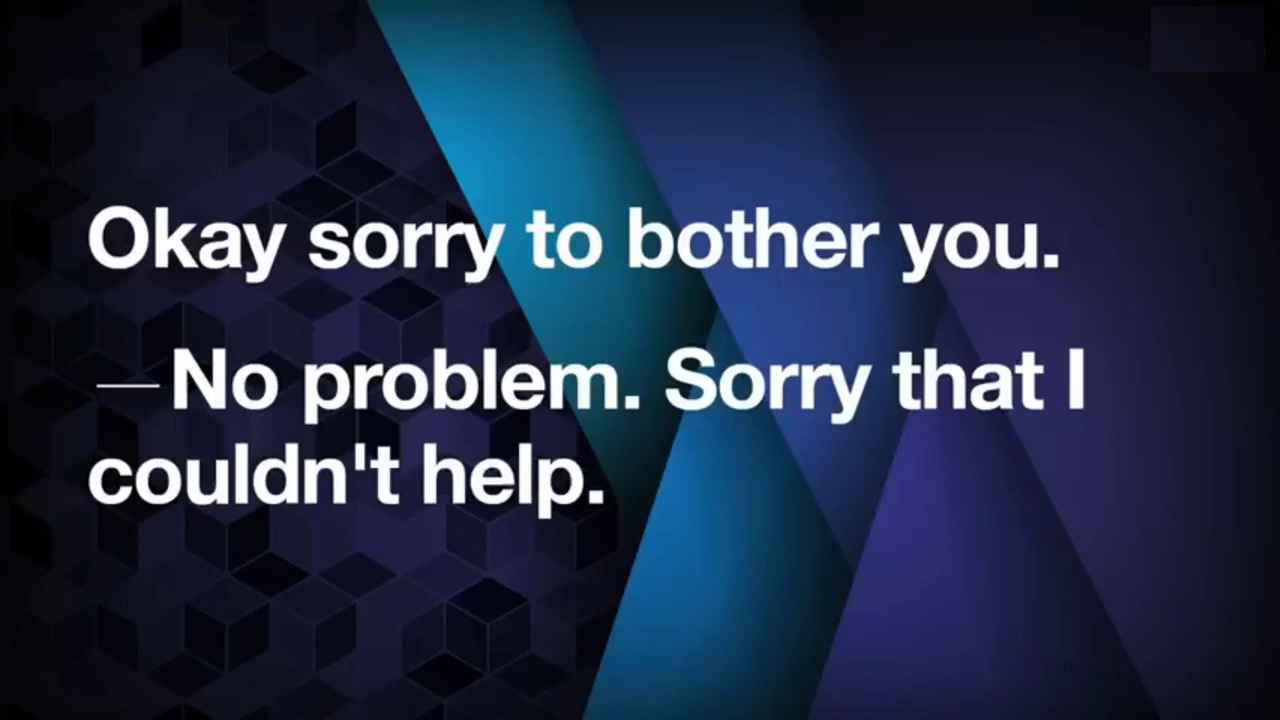 Okay sorry to bother you.
— No problem. Sorry that I
couldn't help.